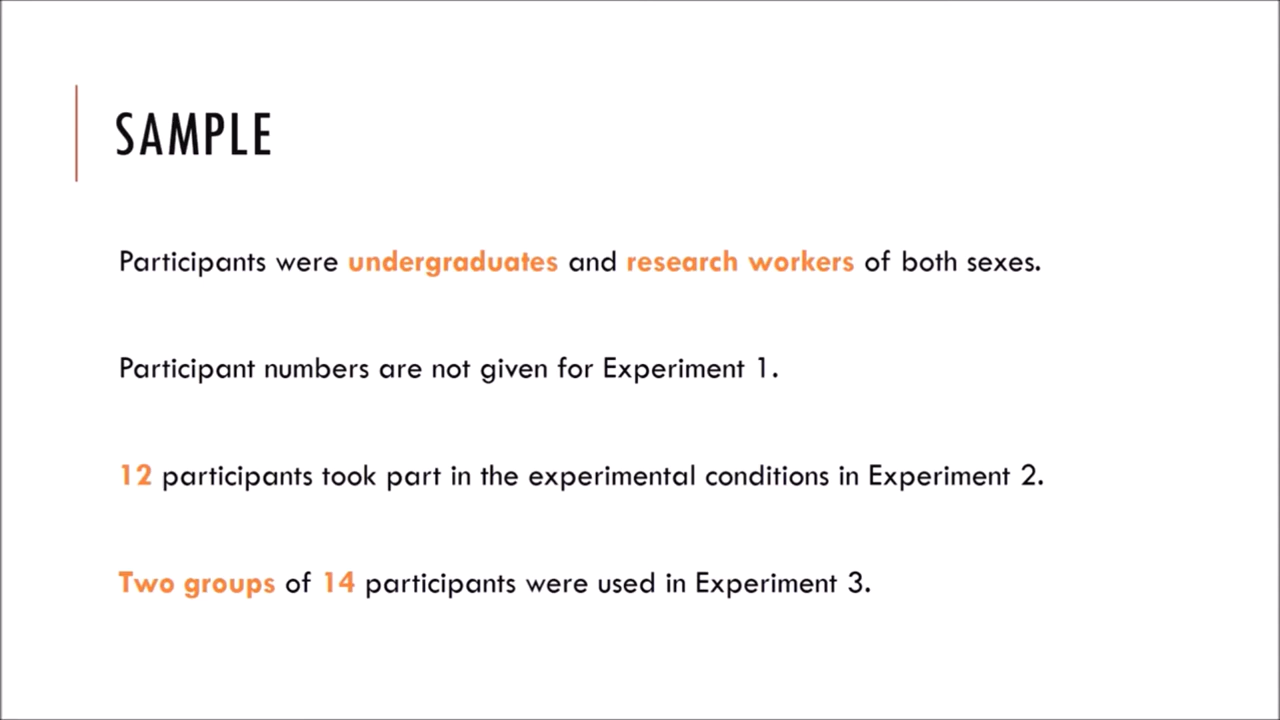 SAMPLE
Participants were undergraduates and research workers of both sexes.
Participant numbers are not given for Experiment 1.
12 participants took part in the experimental conditions in Experiment 2.
Two groups of 14 participants were used in Experiment 3.